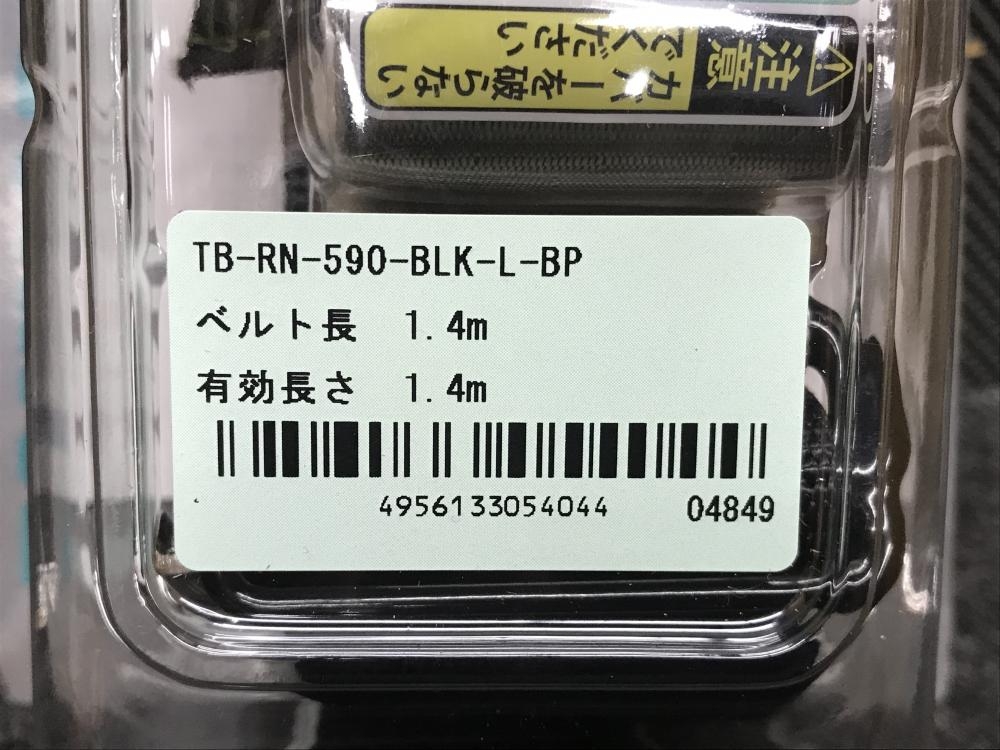 注意
カバーを破らない
でください
TB-RN-590-BLK-L-BP
ベルト長 1.4m
有効長さ 1.4m
4956133054044 04849